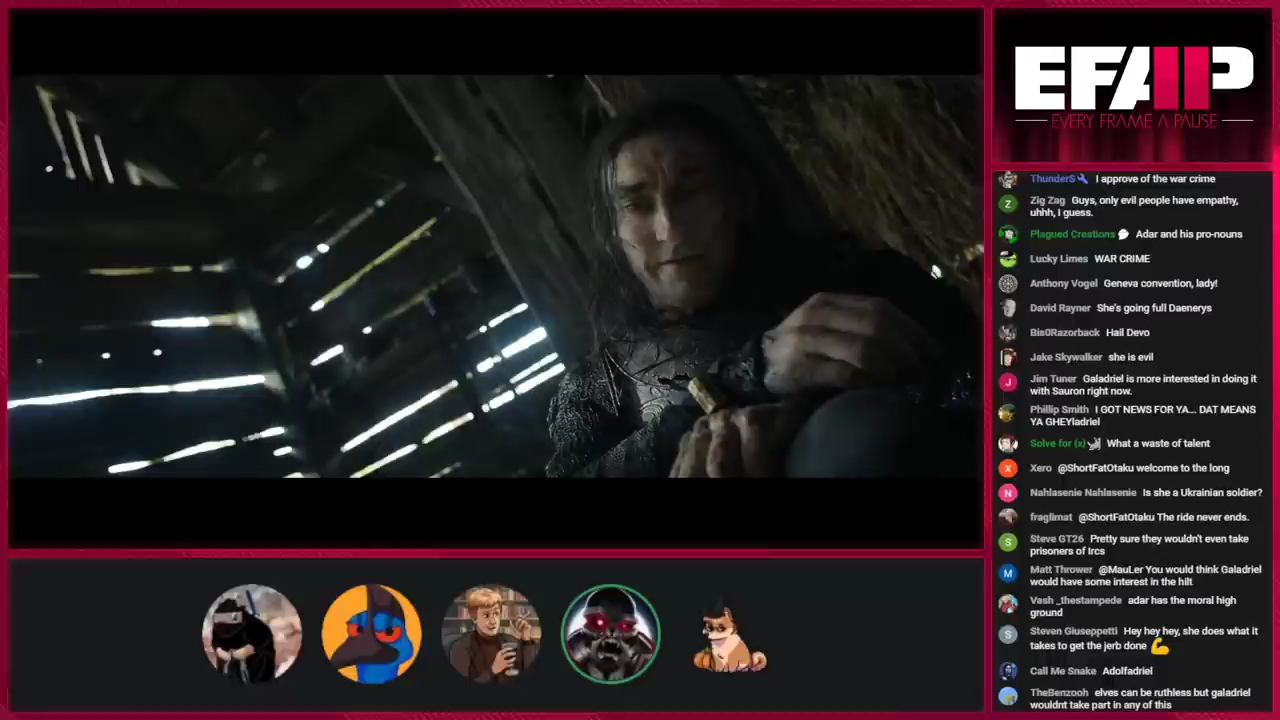 EFAP
EVERY FRAME A PAUSE
ThunderS I approve of the war crime
Zig Zag Guys, only evil people have empathy,
uhhh, I guess.
Plagued Creations Adar and his pro-nouns
Lucky Limes WAR CRIME
Anthony Vogel Geneva convention, lady!
David Rayner She's going full Daenerys
Bis0Razorback Hail Devo
Jake Skywalker she is evil
Jim Tuner Galadriel is more interested in doing it
with Sauron right now.
Phillip Smith I GOT NEWS FOR YA... DAT MEANS
YA GHEYladriel
Solve for (x) What a waste of talent
Xero @ShortFatOtaku welcome to the long
Nahlasenie Nahlasenie Is she a Ukrainian soldier?
fraglimat @ShortFatOtaku The ride never ends.
Steve GT26 Pretty sure they wouldn't even take
prisoners of Ircs
Matt Thrower @MauLer You would think Galadriel
would have some interest in the hilt
Vash_thestampede adar has the moral high
ground
Steven Giuseppetti Hey hey hey, she does what it
takes to get the jerb done 💪
Call Me Snake Adolfadriel
TheBenzooh elves can be ruthless but galadriel
wouldnt take part in any of this
Z
J
X
N
S
M
S